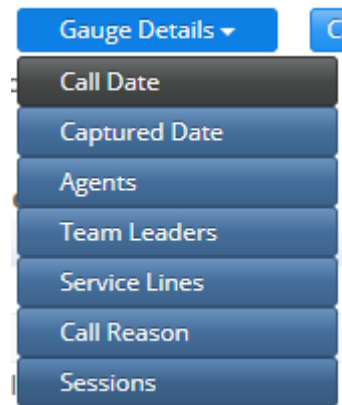 Gauge Details
C
Call Date
Captured Date
Agents
Team Leaders
Service Lines
Call Reason
Sessions